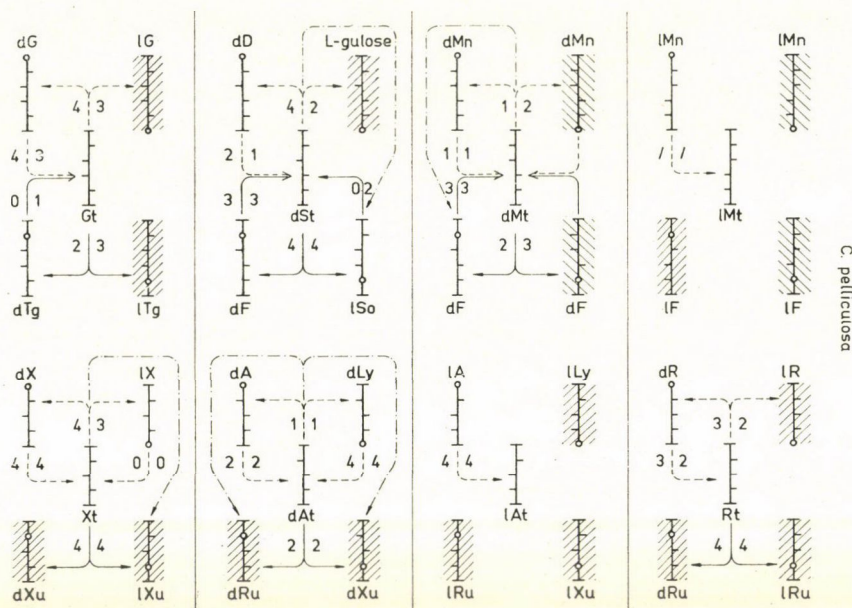 dG lG dD L-gulose dMn dMn lMn lMn
4 3 4 2 1 2
4 3 2 1 1 1 / /
0 1 3 3 0 2 3 3
Gt dSt dMt lMt
2 3 4 4 2 3
dTg lTg dF lSo dF dF lF lF
C. pelliculosa
dX lX dA dLy lA lLy dR lR
4 3 1 1 3 2
4 4 0 0 2 2 4 4 4 4 3 2
Xt dAt lAt Rt
4 4 2 2 4 4
dXu lXu dRu dXu lRu lXu dRu lRu